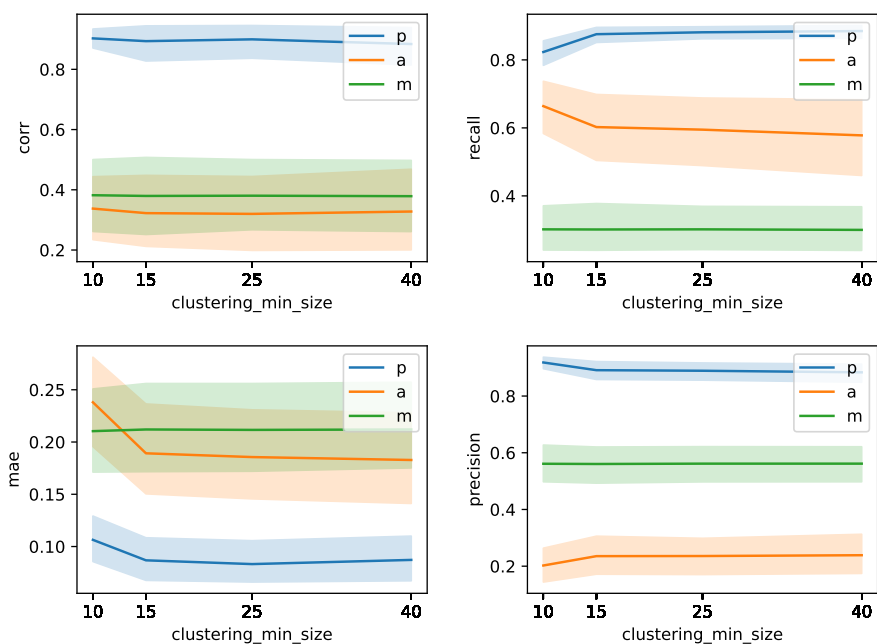 p
a
m
0.8
0.6
0.4
0.2
corr
10 15 25 40
clustering_min_size
p
a
m
0.8
0.6
0.4
recall
10 15 25 40
clustering_min_size
p
a
m
0.25
0.20
0.15
0.10
mae
10 15 25 40
clustering_min_size
p
a
m
0.8
0.6
0.4
0.2
precision
10 15 25 40
clustering_min_size